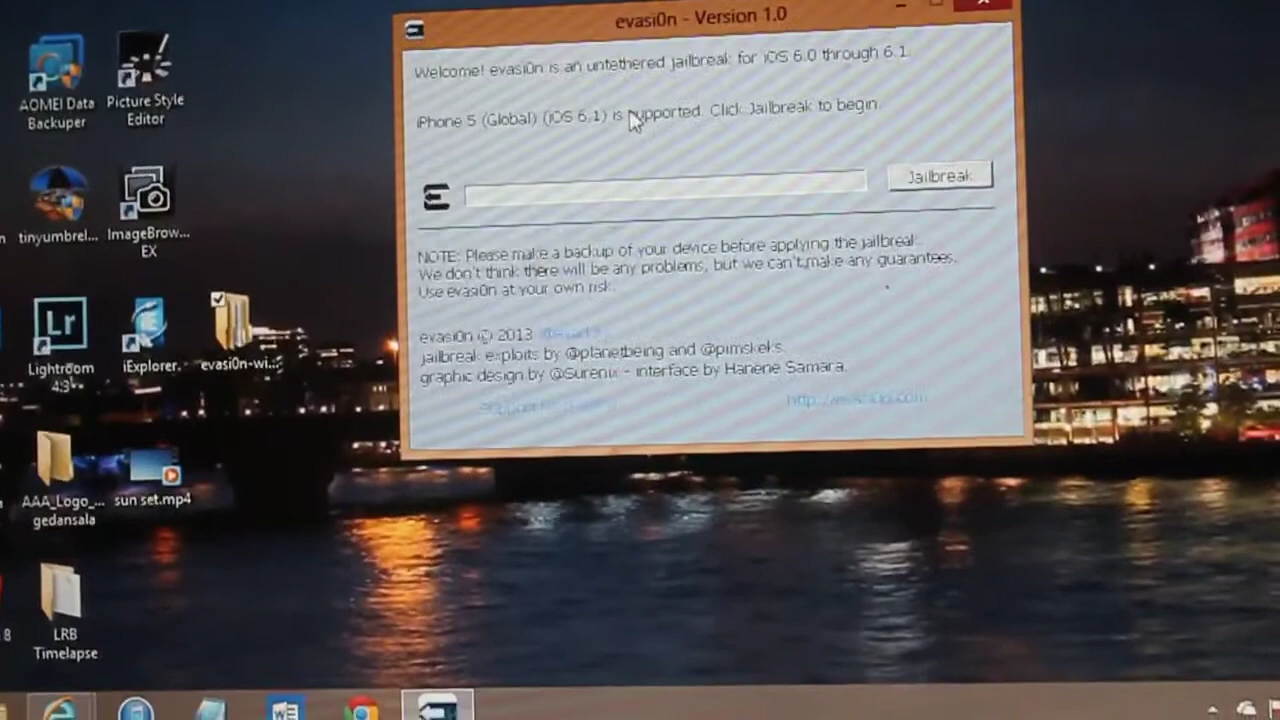 evasi0n - Version 1.0
Welcome! evasi0n is an untethered jailbreak for iOS 6.0 through 6.1.
iPhone 5 (Global) (iOS 6.1) is supported. Click Jailbreak to begin.
Jailbreak
NOTE: Please make a backup of your device before applying the jailbreak.
We don't think there will be any problems, but we can't make any guarantees.
Use evasi0n at your own risk.
evasi0n © 2013
jailbreak exploits by @planetbeing and @pimskeks.
graphic design by @Surenix - interface by Hanene Samara.
AOMEI Data
Backuper
Picture Style
Editor
tinyumbrel...
ImageBrow...
EX
Lightroom
4.3
iExplorer
evasi0n-wi...
AAA_Logo_...
gedansala
sun set.mp4
8
LRB
Timelapse